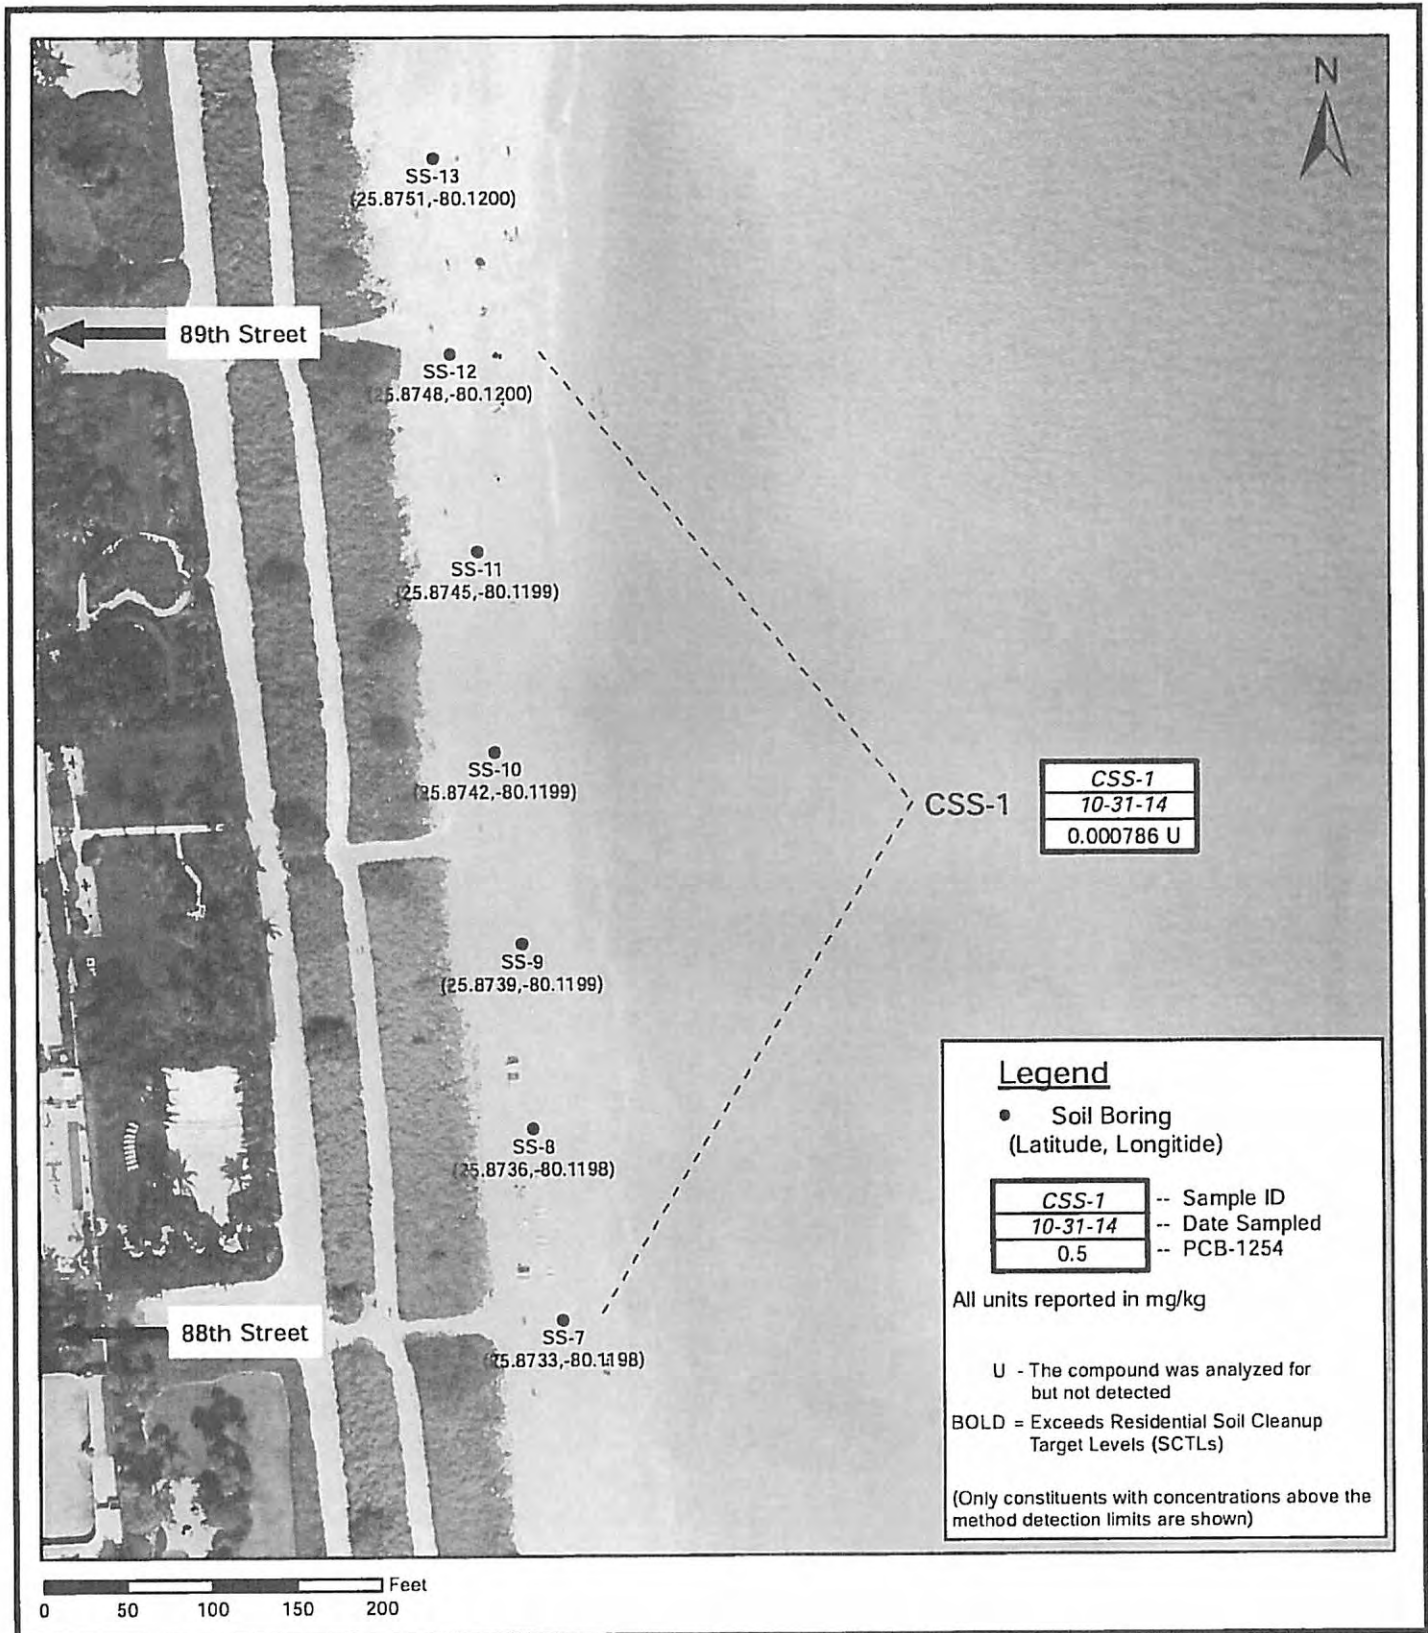 N
SS-13
(25.8751,-80.1200)
89th Street
SS-12
(25.8748,-80.1200)
SS-11
(25.8745,-80.1199)
SS-10
(25.8742,-80.1199)
CSS-1
CSS-1
10-31-14
0.000786 U
SS-9
(25.8739,-80.1199)
SS-8
(25.8736,-80.1198)
88th Street
SS-7
(25.8733,-80.1198)
Legend
Soil Boring
(Latitude, Longitide)
CSS-1 -- Sample ID
10-31-14 -- Date Sampled
0.5 -- PCB-1254
All units reported in mg/kg
U - The compound was analyzed for
but not detected
BOLD = Exceeds Residential Soil Cleanup
Target Levels (SCTLs)
(Only constituents with concentrations above the
method detection limits are shown)
Feet
0 50 100 150 200